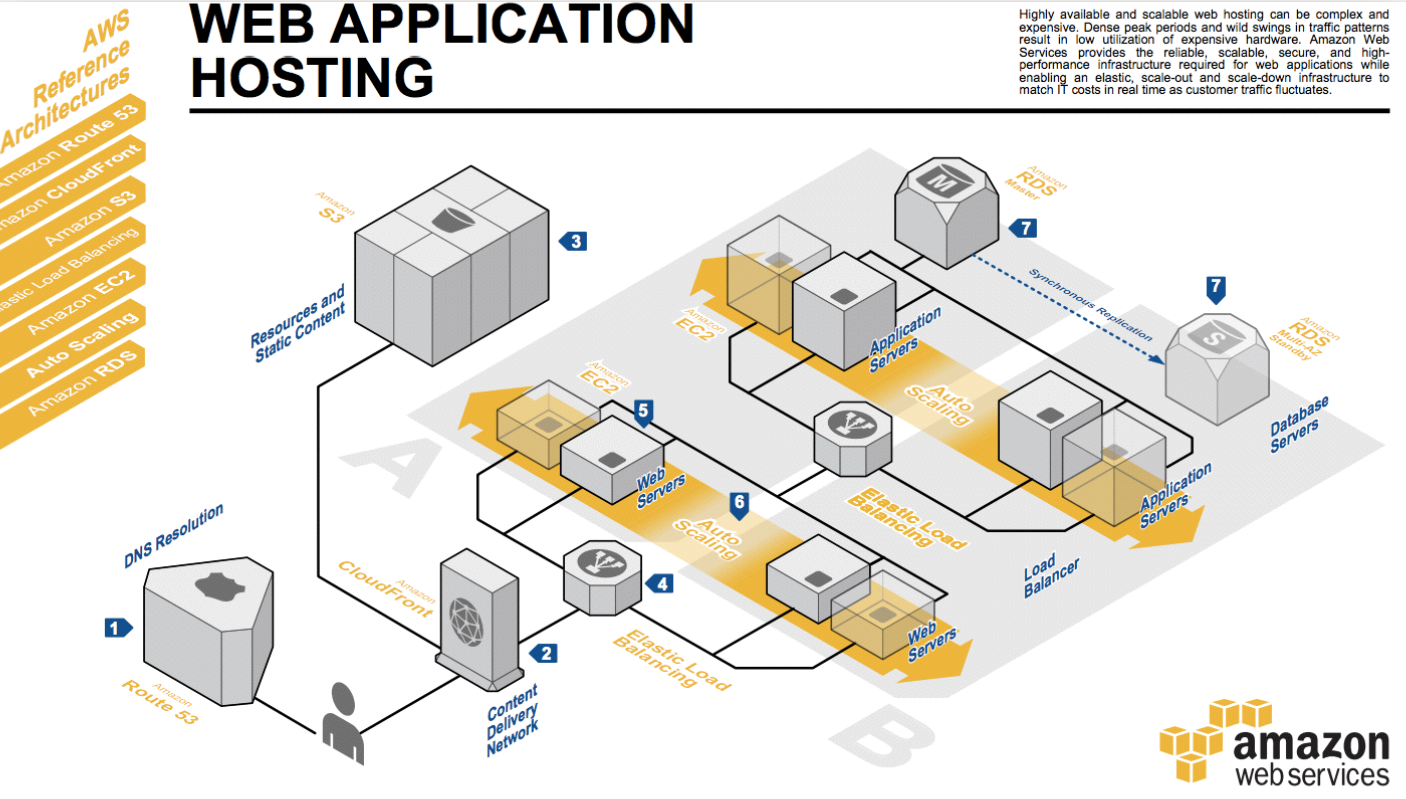 AWS
Reference
Architectures
Amazon Route 53
Amazon CloudFront
Amazon S3
Elastic Load Balancing
Amazon EC2
Auto Scaling
Amazon RDS
WEB APPLICATION
HOSTING
Highly available and scalable web hosting can be complex and
expensive. Dense peak periods and wild swings in traffic patterns
result in low utilization of expensive hardware. Amazon Web
Services provides the reliable, scalable, secure, and high-
performance infrastructure required for web applications while
enabling an elastic, scale-out and scale-down infrastructure to
match IT costs in real time as customer traffic fluctuates.
Amazon
S3
3
Resources and
Static Content
Amazon
RDS
Master
M
7
Synchronous Replication
7
S
Amazon
RDS
Multi-AZ
Standby
Database
Servers
Amazon
EC2
Application
Servers
Auto
Scaling
Application
Servers
Elastic Load
Balancing
Load
Balancer
Amazon
EC2
5
Web
Servers
6
Auto
Scaling
Web
Servers
A
B
4
Elastic Load
Balancing
DNS Resolution
1
Amazon
Route 53
Amazon
CloudFront
2
Content
Delivery
Network
amazon
web services